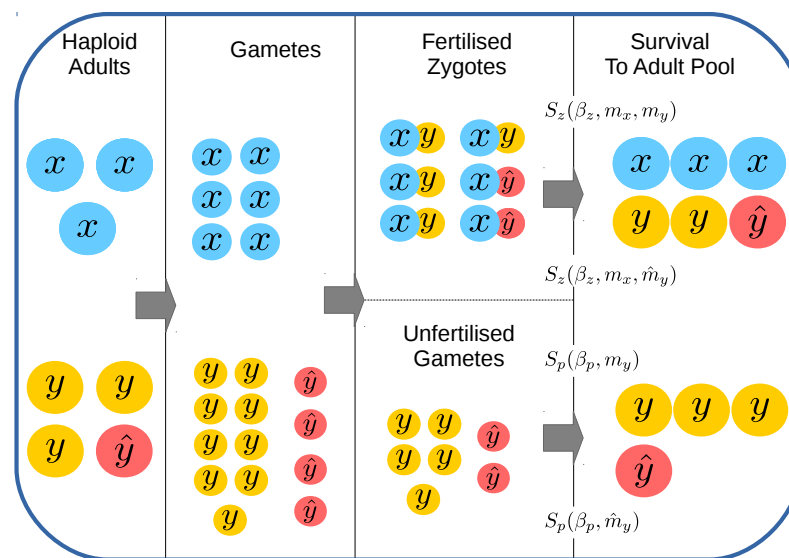 Haploid
Adults
Gametes
Fertilised
Zygotes
Survival
To Adult Pool
x x
x
y y
y ŷ
x x
x x
x x
y y
y y
y y
y y
y
ŷ
ŷ
ŷ
ŷ
x y x y
x y x ŷ
x y x ŷ
Unfertilised
Gametes
y y
y y
y
ŷ
ŷ
S_z(β_z, m_x, m_y)
x x x
y y ŷ
S_z(β_z, m_x, m̂_y)
S_p(β_p, m_y)
y y y
ŷ
S_p(β_p, m̂_y)